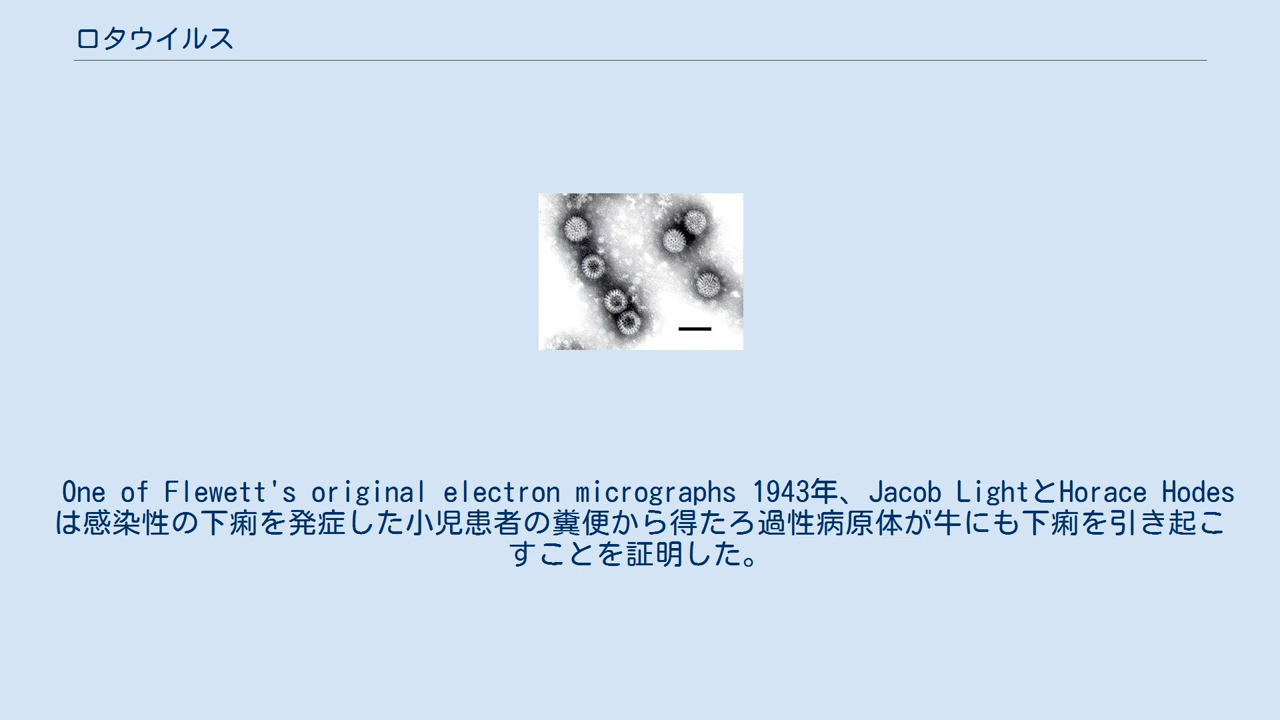 ロタウイルス
One of Flewett's original electron micrographs 1943年、Jacob LightとHorace Hodes
は感染性の下痢を発症した小児患者の糞便から得たろ過性病原体が牛にも下痢を引き起こ
すことを証明した。